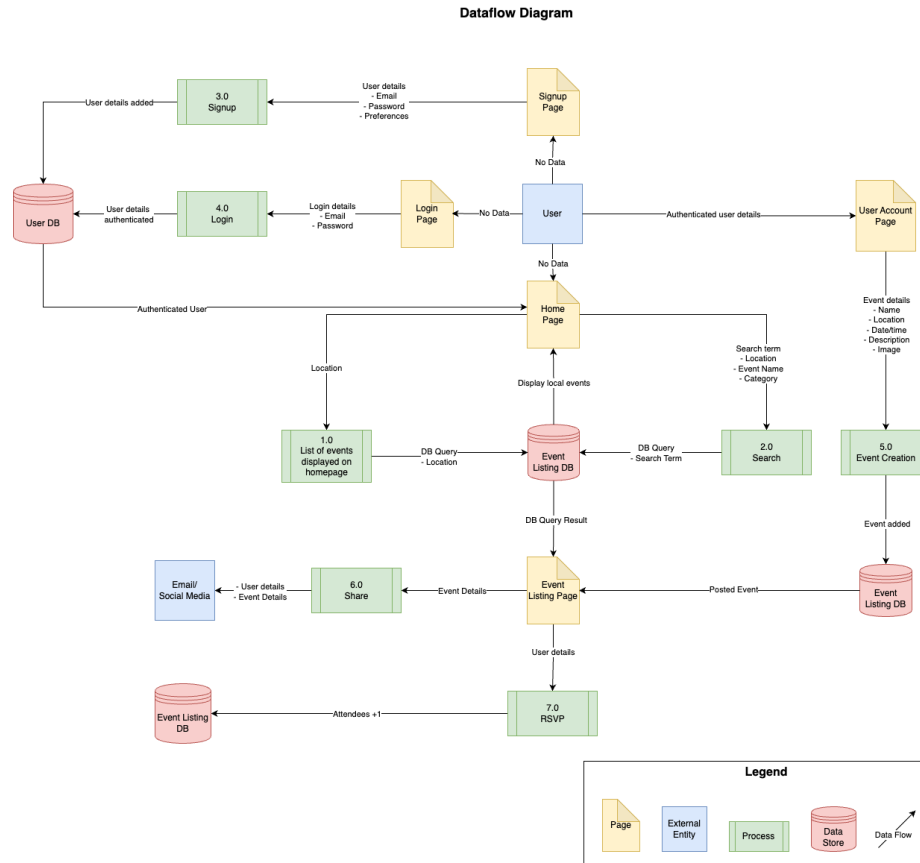 Dataflow Diagram
User details added
3.0
Signup
User details
- Email
- Password
- Preferences
Signup
Page
No Data
User DB
User details
authenticated
4.0
Login
Login details
- Email
- Password
Login
Page
No Data
User
Authenticated user details
User Account
Page
No Data
Authenticated User
Home
Page
Event details
- Name
- Location
- Date/time
- Description
- Image
Location
Display local events
Search term
- Location
- Event Name
- Category
1.0
List of events
displayed on
homepage
DB Query
- Location
Event
Listing DB
DB Query
- Search Term
2.0
Search
5.0
Event Creation
DB Query Result
Event added
Email/
Social Media
- User details
- Event Details
6.0
Share
Event Details
Event
Listing Page
Posted Event
Event
Listing DB
User details
Event Listing
DB
Attendees +1
7.0
RSVP
Legend
Page
External
Entity
Process
Data
Store
Data Flow